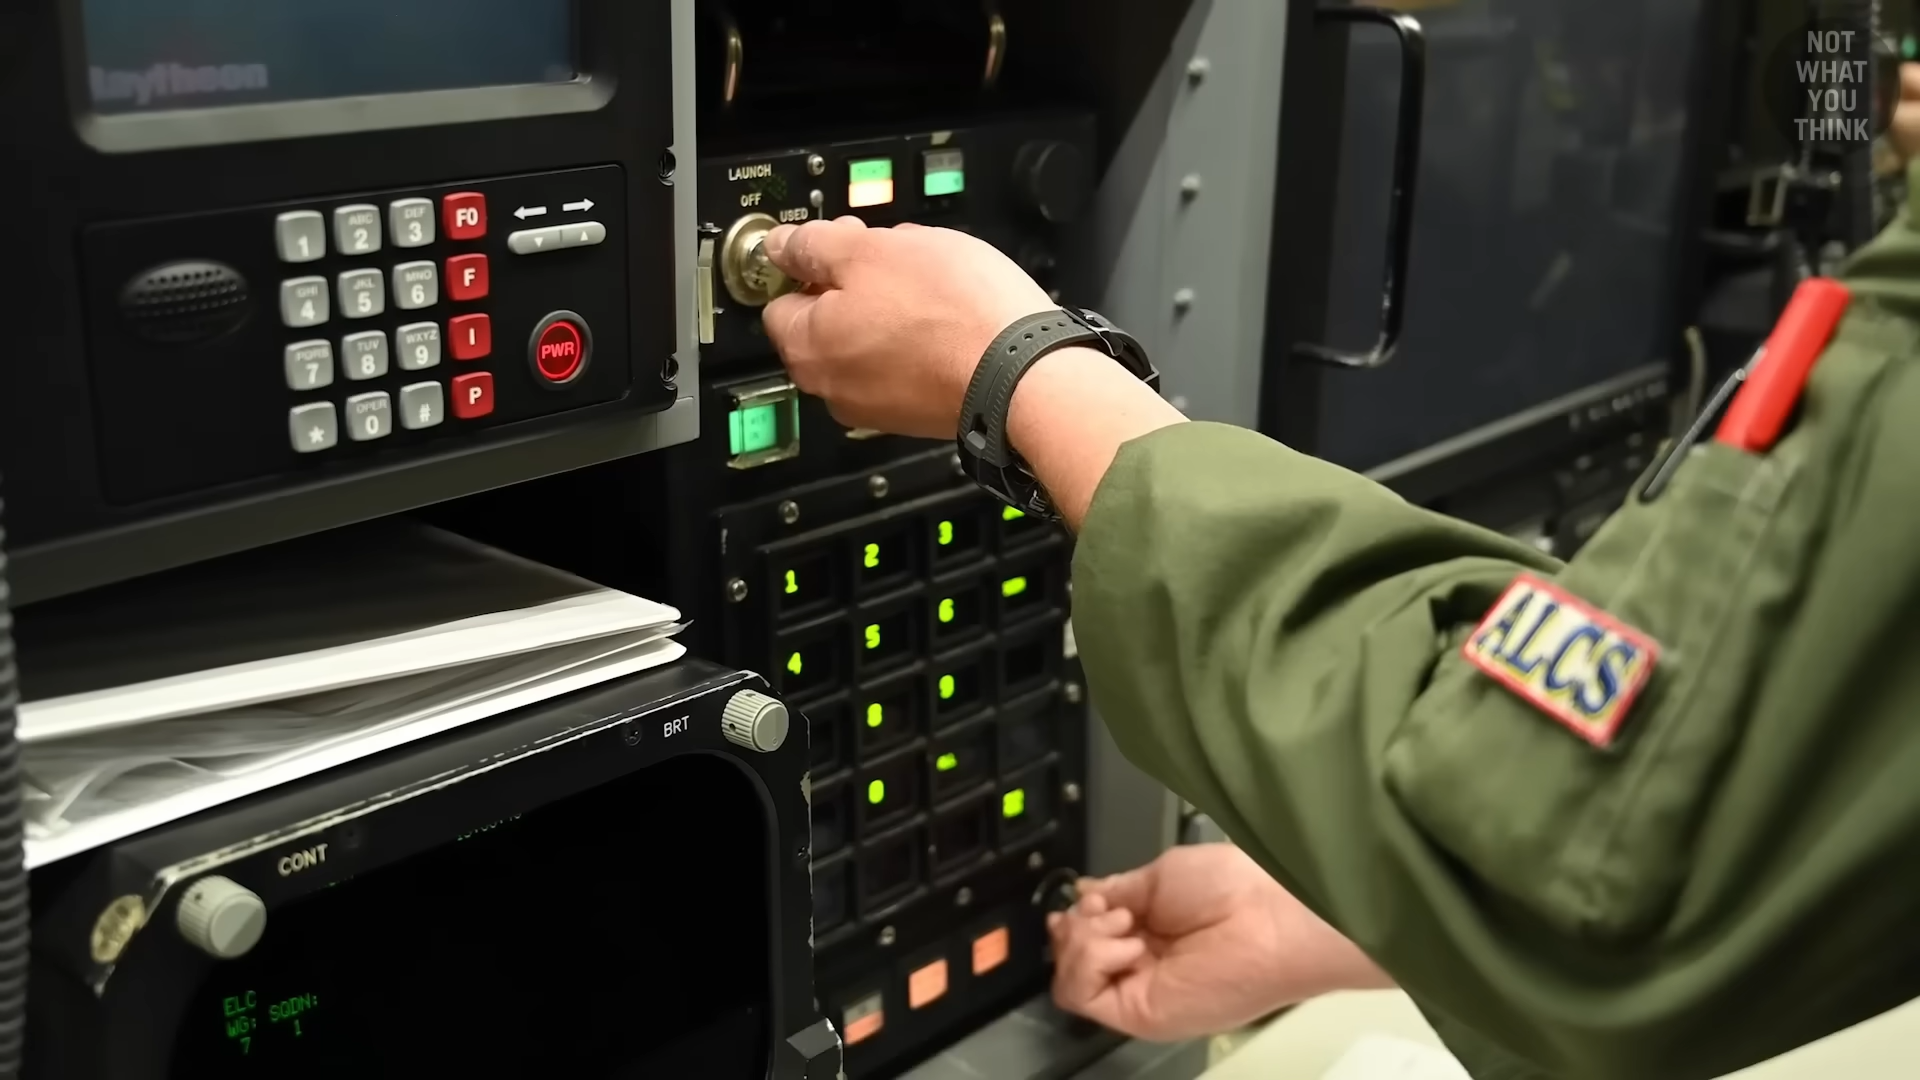 NOT
WHAT
YOU
THINK
Raytheon
LAUNCH
OFF
USED
1
ABC
2
DEF
3
F0
GHI
4
JKL
5
MNO
6
F
PQRS
7
TUV
8
WXYZ
9
I
*
OPER
0
#
P
PWR
1
2
3
4
5
6
8
9
0
ALCS
BRT
CONT
ELC
WG: SQDN:
7 1